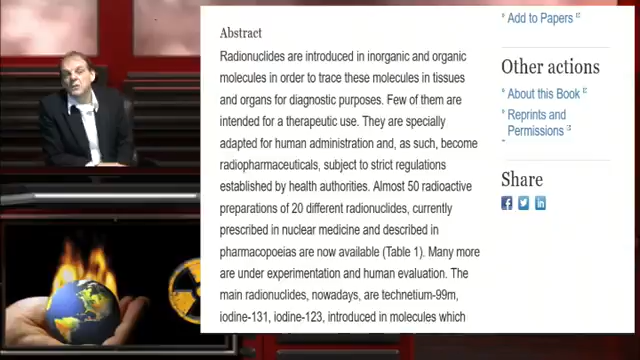 Abstract
Radionuclides are introduced in inorganic and organic
molecules in order to trace these molecules in tissues
and organs for diagnostic purposes. Few of them are
intended for a therapeutic use. They are specially
adapted for human administration and, as such, become
radiopharmaceuticals, subject to strict regulations
established by health authorities. Almost 50 radioactive
preparations of 20 different radionuclides, currently
prescribed in nuclear medicine and described in
pharmacopoeias are now available (Table 1). Many more
are under experimentation and human evaluation. The
main radionuclides, nowadays, are technetium-99m,
iodine-131, iodine-123, introduced in molecules which
Add to Papers
Other actions
About this Book
Reprints and
Permissions
Share